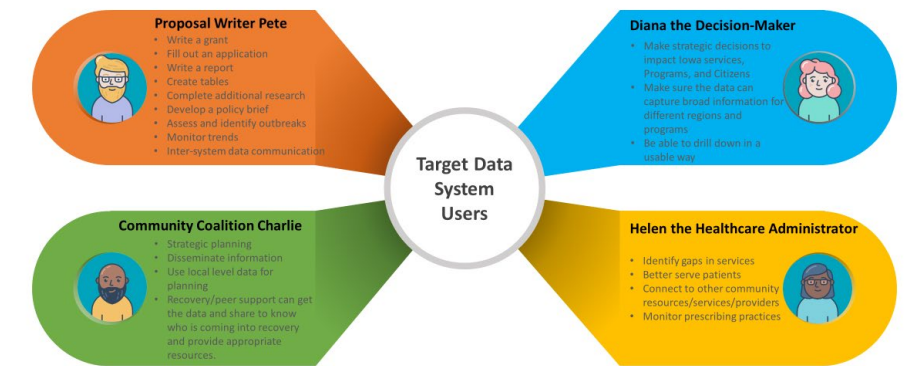 Proposal Writer Pete
• Write a grant
• Fill out an application
• Write a report
• Create tables
• Complete additional research
• Develop a policy brief
• Assess and identify outbreaks
• Monitor trends
• Inter-system data communication
Diana the Decision-Maker
• Make strategic decisions to
impact Iowa services,
Programs, and Citizens
• Make sure the data can
capture broad information for
different regions and
programs
• Be able to drill down in a
usable way
Target Data
System
Users
Community Coalition Charlie
• Strategic planning
• Disseminate information
• Use local level data for
planning
• Recovery/peer support can get
the data and share to know
who is coming into recovery
and provide appropriate
resources.
Helen the Healthcare Administrator
• Identify gaps in services
• Better serve patients
• Connect to other community
resources/services/providers
• Monitor prescribing practices